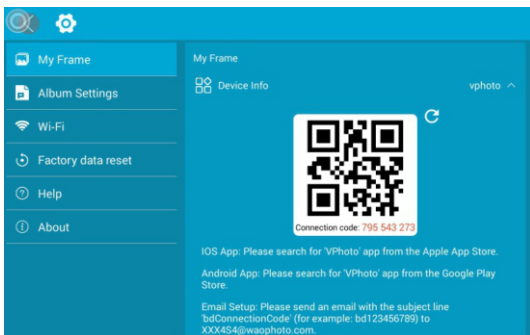 My Frame
Album Settings
Wi-Fi
Factory data reset
Help
About
My Frame
Device Info
vphoto
Connection code: 795 543 273
IOS App: Please search for 'VPhoto' app from the Apple App Store.
Android App: Please search for 'VPhoto' app from the Google Play
Store.
Email Setup: Please send an email with the subject line
'bdConnectionCode' (for example: bd123456789) to
XXX4S4@waophoto.com.